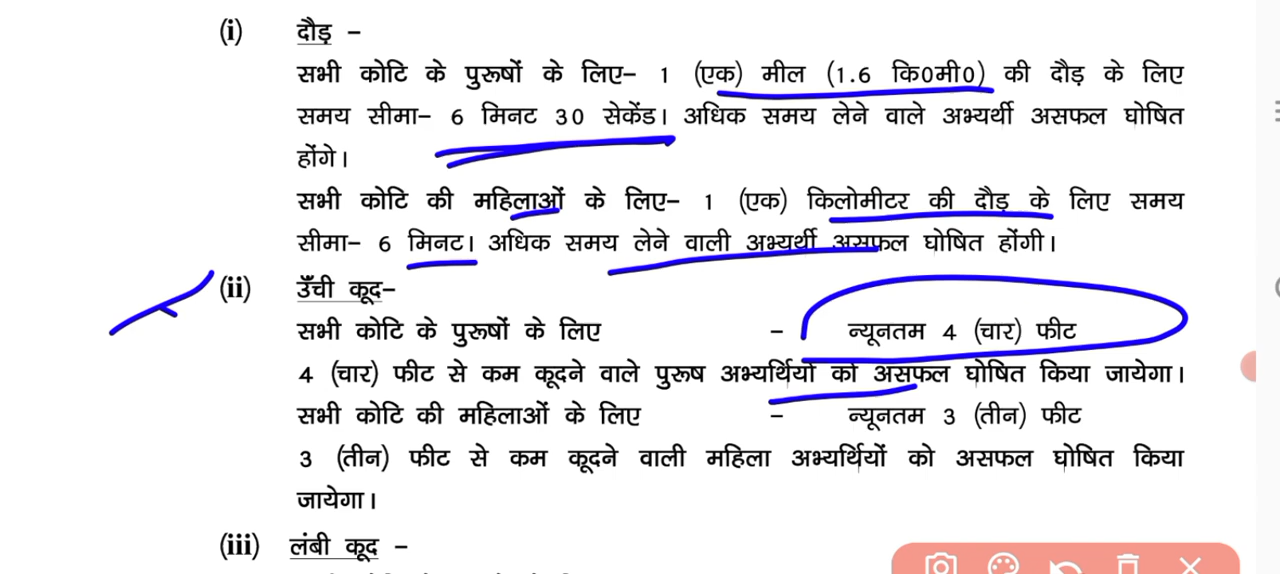 (i) दौड़ –
सभी कोटि के पुरूषों के लिए– 1 (एक) मील (1.6 कि0मी0) की दौड़ के लिए
समय सीमा– 6 मिनट 30 सेकेंड। अधिक समय लेने वाले अभ्यर्थी असफल घोषित
होंगे।
सभी कोटि की महिलाओं के लिए– 1 (एक) किलोमीटर की दौड़ के लिए समय
सीमा– 6 मिनट। अधिक समय लेने वाली अभ्यर्थी असफल घोषित होंगी।
(ii) उँची कूद–
सभी कोटि के पुरूषों के लिए – न्यूनतम 4 (चार) फीट
4 (चार) फीट से कम कूदने वाले पुरूष अभ्यर्थियों को असफल घोषित किया जायेगा।
सभी कोटि की महिलाओं के लिए – न्यूनतम 3 (तीन) फीट
3 (तीन) फीट से कम कूदने वाली महिला अभ्यर्थियों को असफल घोषित किया
जायेगा।
(iii) लंबी कूद –